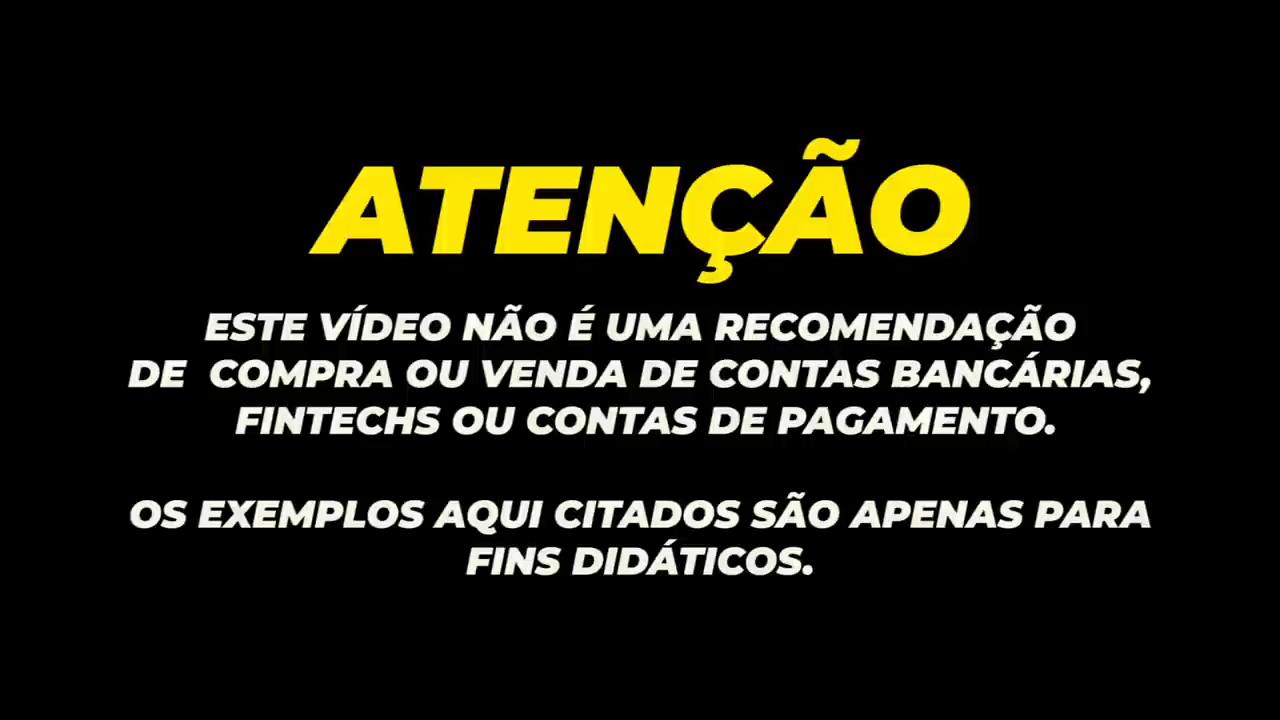 ATENÇÃO
ESTE VÍDEO NÃO É UMA RECOMENDAÇÃO
DE COMPRA OU VENDA DE CONTAS BANCÁRIAS,
FINTECHS OU CONTAS DE PAGAMENTO.
OS EXEMPLOS AQUI CITADOS SÃO APENAS PARA
FINS DIDÁTICOS.